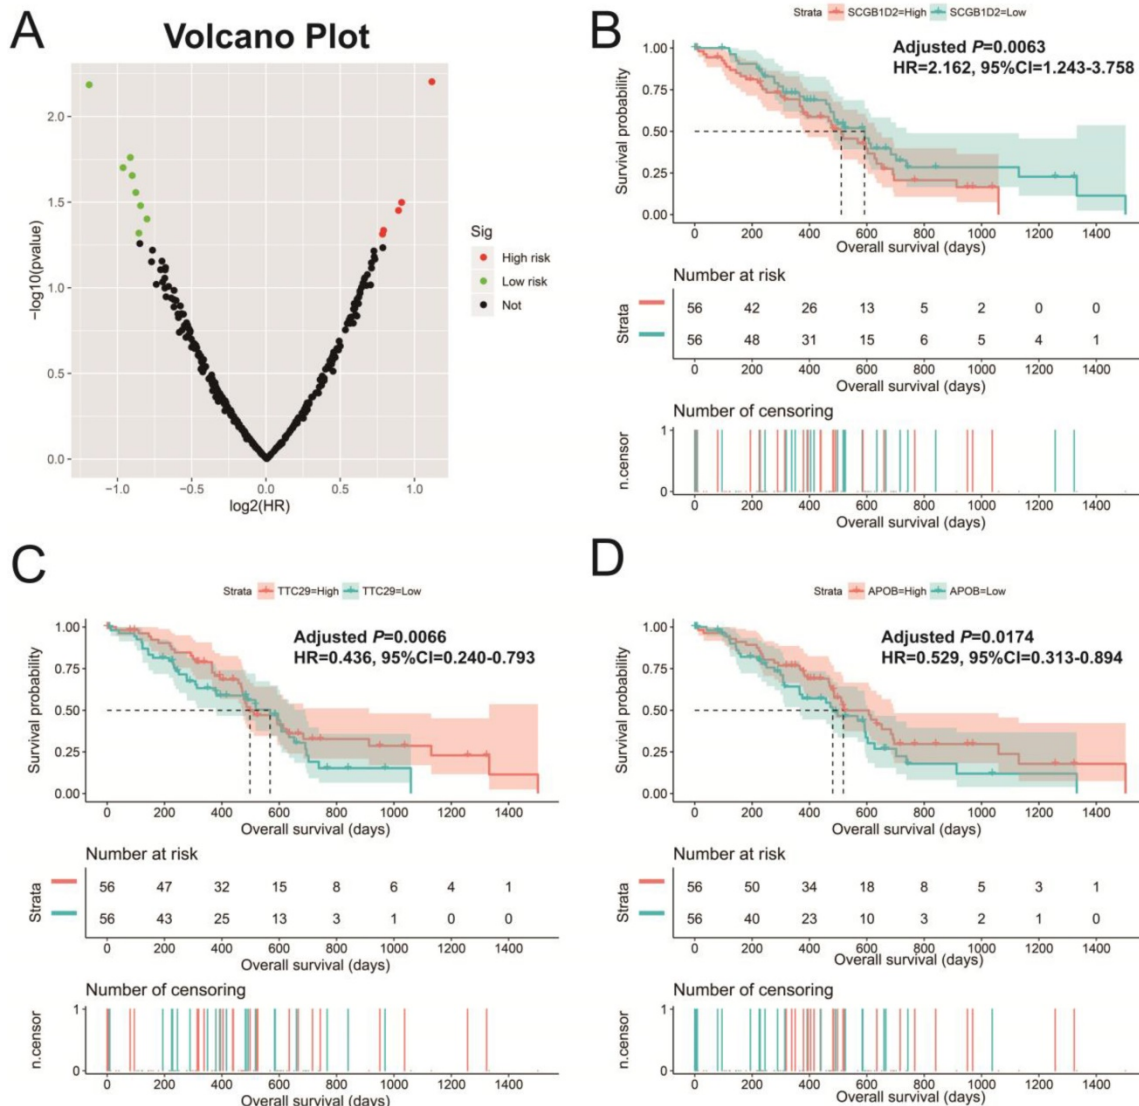 A
Volcano Plot
2.0
1.5
1.0
0.5
0.0
−log10(pvalue)
−1.0 −0.5 0.0 0.5 1.0
log2(HR)
Sig
High risk
Low risk
Not
B
Strata SCGB1D2=High SCGB1D2=Low
Adjusted P=0.0063
HR=2.162, 95%CI=1.243-3.758
Survival probability
1.00
0.75
0.50
0.25
0.00
0 200 400 600 800 1000 1200 1400
Overall survival (days)
Number at risk
Strata
56 42 26 13 5 2 0 0
56 48 31 15 6 5 4 1
0 200 400 600 800 1000 1200 1400
Overall survival (days)
Number of censoring
n.censor
1
0
0 200 400 600 800 1000 1200 1400
Overall survival (days)
C
Strata TTC29=High TTC29=Low
Adjusted P=0.0066
HR=0.436, 95%CI=0.240-0.793
Survival probability
1.00
0.75
0.50
0.25
0.00
0 200 400 600 800 1000 1200 1400
Overall survival (days)
Number at risk
Strata
56 47 32 15 8 6 4 1
56 43 25 13 3 1 0 0
0 200 400 600 800 1000 1200 1400
Overall survival (days)
Number of censoring
n.censor
1
0
0 200 400 600 800 1000 1200 1400
Overall survival (days)
D
Strata APOB=High APOB=Low
Adjusted P=0.0174
HR=0.529, 95%CI=0.313-0.894
Survival probability
1.00
0.75
0.50
0.25
0.00
0 200 400 600 800 1000 1200 1400
Overall survival (days)
Number at risk
Strata
56 50 34 18 8 5 3 1
56 40 23 10 3 2 1 0
0 200 400 600 800 1000 1200 1400
Overall survival (days)
Number of censoring
n.censor
1
0
0 200 400 600 800 1000 1200 1400
Overall survival (days)